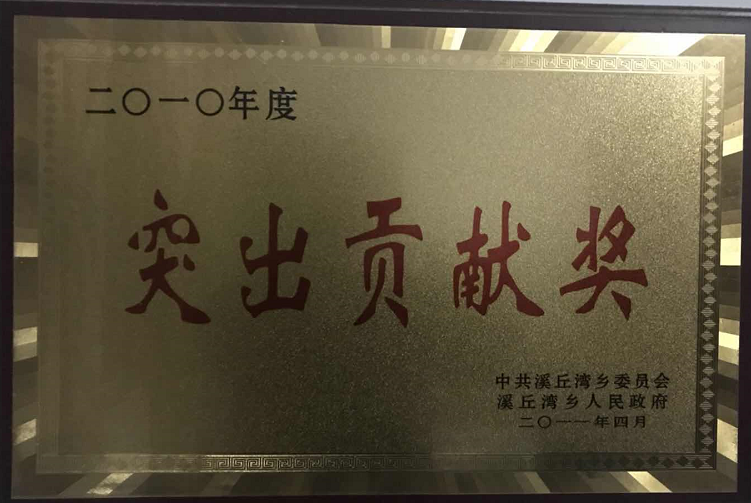 二〇一〇年度
突出贡献奖
中共溪丘湾乡委员会
溪丘湾乡人民政府
二〇一一年四月